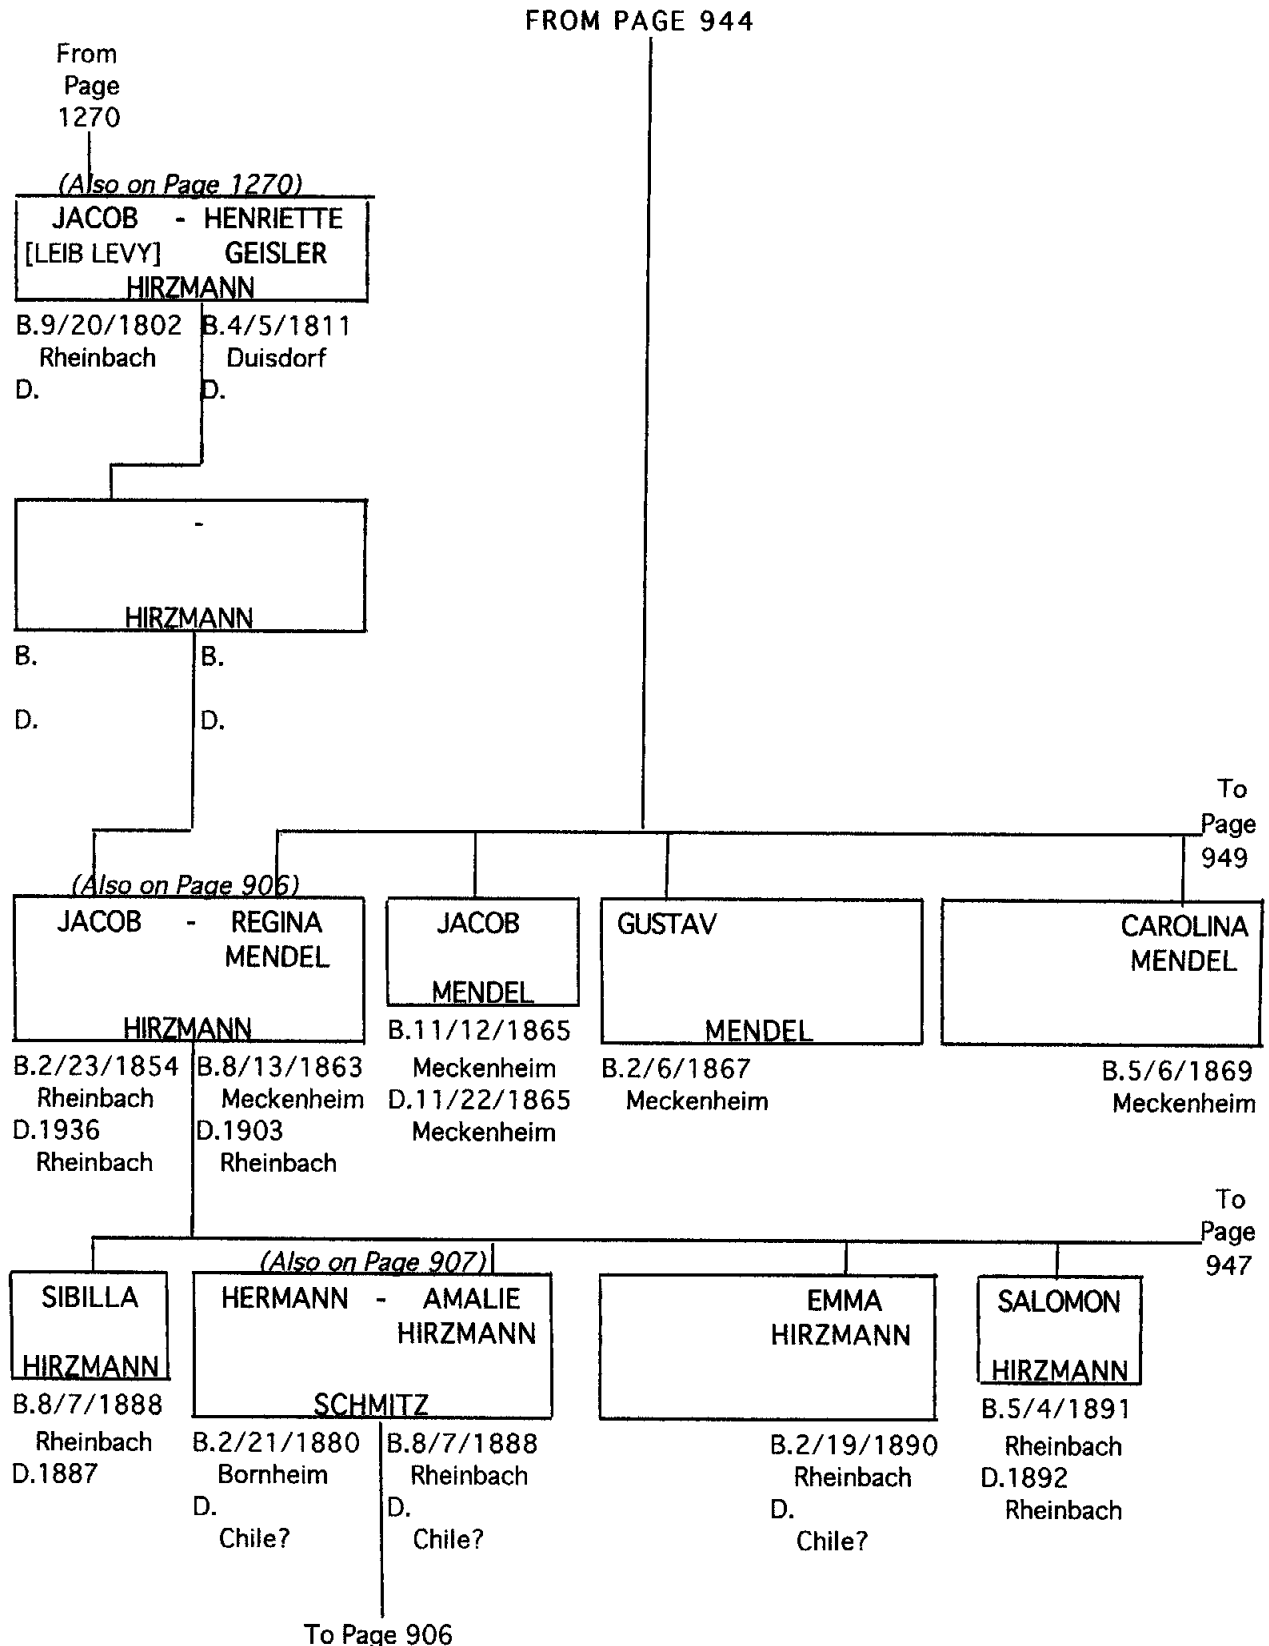 FROM PAGE 944
From
Page
1270
(Also on Page 1270)
JACOB - HENRIETTE
[LEIB LEVY] GEISLER
HIRZMANN
B.9/20/1802 B.4/5/1811
Rheinbach Duisdorf
D. D.
-
HIRZMANN
B. B.
D. D.
To
Page
949
(Also on Page 906)
JACOB - REGINA
MENDEL
HIRZMANN
B.2/23/1854 B.8/13/1863
Rheinbach Meckenheim
D.1936 D.1903
Rheinbach Rheinbach
JACOB
MENDEL
B.11/12/1865
Meckenheim
D.11/22/1865
Meckenheim
GUSTAV
MENDEL
B.2/6/1867
Meckenheim
CAROLINA
MENDEL
B.5/6/1869
Meckenheim
To
Page
947
SIBILLA
HIRZMANN
B.8/7/1888
Rheinbach
D.1887
(Also on Page 907)
HERMANN - AMALIE
HIRZMANN
SCHMITZ
B.2/21/1880 B.8/7/1888
Bornheim Rheinbach
D. D.
Chile? Chile?
EMMA
HIRZMANN
B.2/19/1890
Rheinbach
D.
Chile?
SALOMON
HIRZMANN
B.5/4/1891
Rheinbach
D.1892
Rheinbach
To Page 906